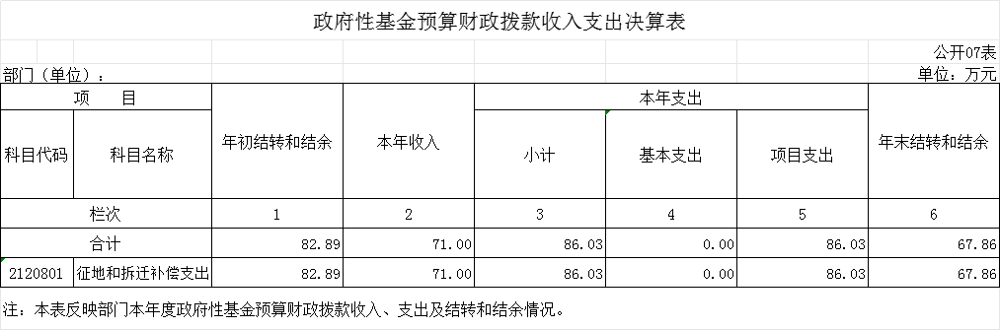 政府性基金预算财政拨款收入支出决算表
公开07表
部门（单位）：
单位：万元
项　目 年初结转和结余 本年收入 本年支出 年末结转和结余
科目代码 科目名称 小计 基本支出 项目支出
栏次 1 2 3 4 5 6
合计 82.89 71.00 86.03 0.00 86.03 67.86
2120801 征地和拆迁补偿支出 82.89 71.00 86.03 0.00 86.03 67.86
注：本表反映部门本年度政府性基金预算财政拨款收入、支出及结转和结余情况。